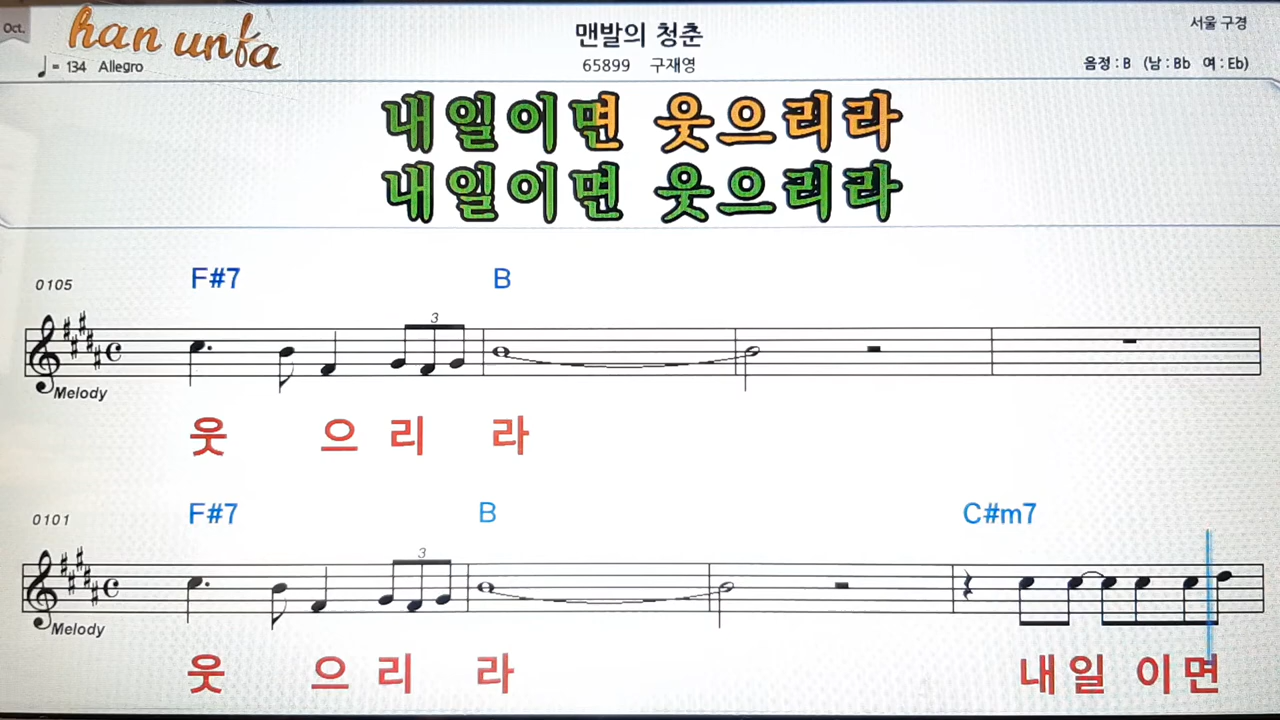 Oct.
han unfa
맨발의 청춘
서울 구경
♩= 134 Allegro
65899 구재영
음정 : B (남 : Bb 여 : Eb)
내일이면 웃으리라
내일이면 웃으리라
0105
F#7 B
3
Melody
웃 으 리 라
0101
F#7 B C#m7
3
Melody
웃 으 리 라 내 일 이 면